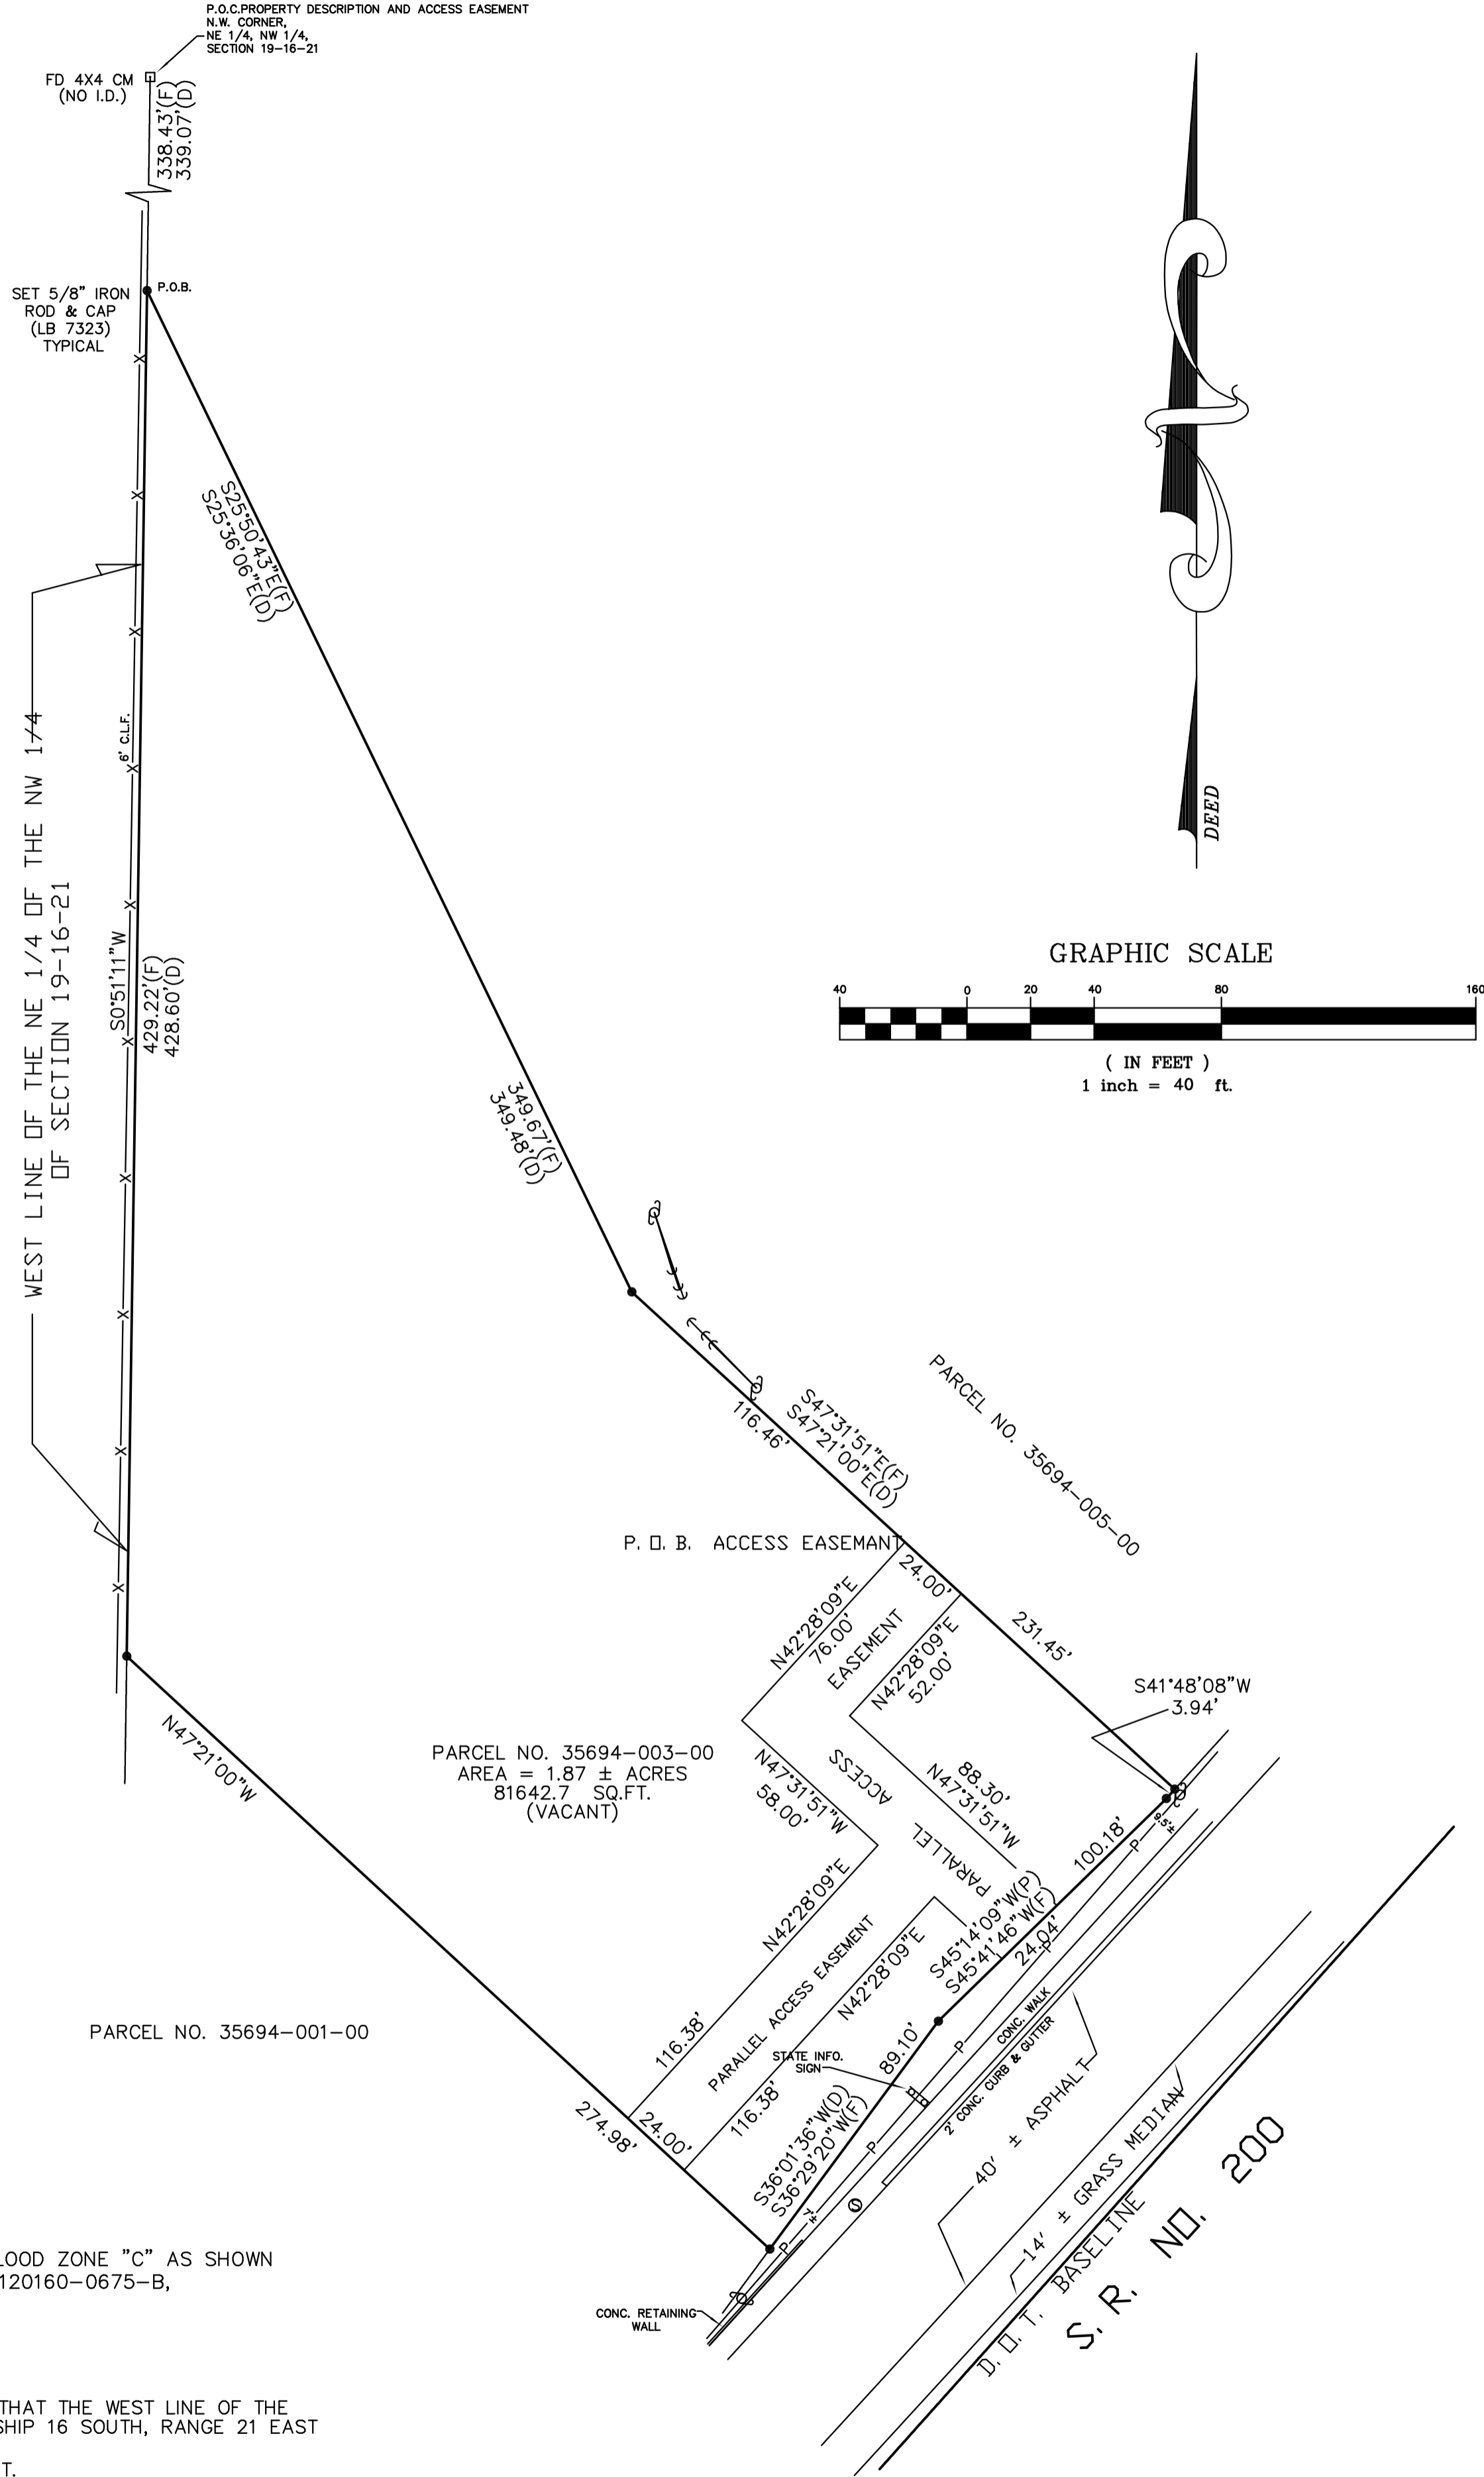 P.O.C.PROPERTY DESCRIPTION AND ACCESS EASEMENT
N.W. CORNER,
NE 1/4, NW 1/4,
SECTION 19-16-21
FD 4X4 CM
(NO I.D.)
338.43'(F)
339.07'(D)
SET 5/8" IRON
ROD & CAP
(LB 7323)
TYPICAL
P.O.B.
S25°50'43"E(F)
S25°36'06"E(D)
6' C.L.F.
WEST LINE OF THE NE 1/4 OF THE NW 1/4
OF SECTION 19-16-21
S0°51'11"W
429.22'(F)
428.60'(D)
DEED
GRAPHIC SCALE
40 0 20 40 80 160
( IN FEET )
1 inch = 40 ft.
349.67'(F)
349.48'(D)
116.46'
S47°31'51"E(F)
S47°21'00"E(D)
PARCEL NO. 35694-005-00
P.O.B. ACCESS EASEMANT
24.00'
231.45'
N42°28'09"E
76.00'
EASEMENT
N42°28'09"E
52.00'
S41°48'08"W
3.94'
N47°21'00"W
PARCEL NO. 35694-003-00
AREA = 1.87 ± ACRES
81642.7 SQ.FT.
(VACANT)
N47°31'51"W
58.00'
ACCESS
88.30'
N47°31'51"W
PARALLEL
9.5'±
100.18'
P
N42°28'09"E
116.38'
PARALLEL ACCESS EASEMENT
N42°28'09"E
116.38'
S45°14'09"W(P)
S45°41'46"W(F)
24.04'
P
PARCEL NO. 35694-001-00
STATE INFO.
SIGN
89.10'
P
CONC. WALK
2' CONC. CURB & GUTTER
40' ± ASPHALT
14' ± GRASS MEDIAN
274.98'
24.00'
S36°01'36"W(D)
S36°29'20"W(F)
P
S
7'±
P
D.O.T. BASELINE
S.R. NO. 200
CONC. RETAINING
WALL
LOOD ZONE "C" AS SHOWN
120160-0675-B,
THAT THE WEST LINE OF THE
SHIP 16 SOUTH, RANGE 21 EAST
T.